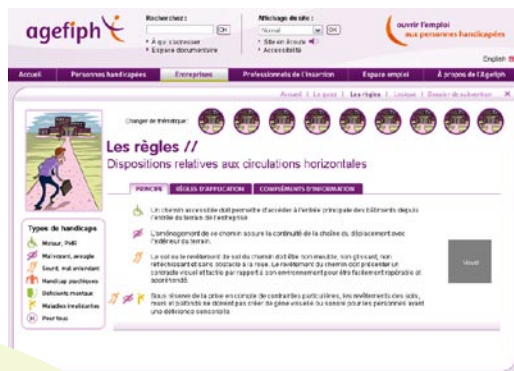 agefiph
Recherchez :
OK
› À qui s'adresser
› Espace documentaire
Affichage du site :
Normal
OK
› Site en écoute
› Accessibilité
ouvrir l'emploi
aux personnes handicapées
English
Accueil
Personnes handicapées
Entreprises
Professionnels de l'insertion
Espace emploi
À propos de l'Agefiph
Accueil | Le quiz | Les règles | Lexique | Dossier de subvention X
Changer de thématique :
Les règles //
Dispositions relatives aux circulations horizontales
PRINCIPE
RÈGLES D'APPLICATION
COMPLÉMENTS D'INFORMATION
Un chemin accessible doit permettre d'accéder à l'entrée principale des bâtiments depuis
l'entrée du terrain de l'entreprise
L'aménagement de ce chemin assure la continuité de la chaîne du déplacement avec
l'extérieur du terrain.
Le sol ou le revêtement de sol du chemin doit être non meuble, non glissant, non
réfléchissant et sans obstacle à la roue. Le revêtement du chemin doit présenter un
contraste visuel et tactile par rapport à son environnement pour être facilement repérable et
appréhendé.
Sous réserve de la prise en compte de contraintes particulières, les revêtements des sols,
murs et plafonds ne doivent pas créer de gêne visuelle ou sonore pour les personnes ayant
une déficience sensorielle
Visuel
Types de handicaps
Moteur, PMR
Malvoyant, aveugle
Sourd, mal entendant
Handicap psychiques
Déficients mentaux
Maladies invalidantes
Pour tous